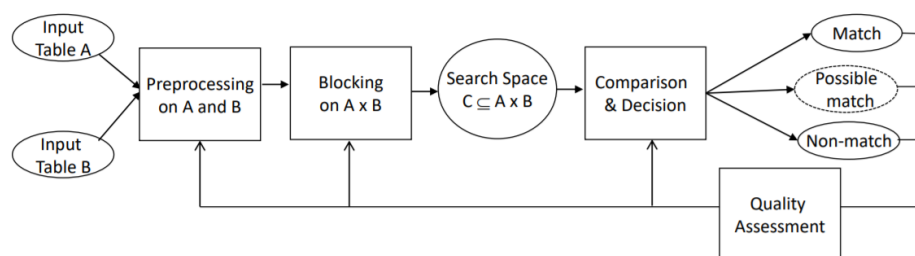 Input
Table A
Input
Table B
Preprocessing
on A and B
Blocking
on A x B
Search Space
C ⊆ A x B
Comparison
& Decision
Match
Possible
match
Non-match
Quality
Assessment